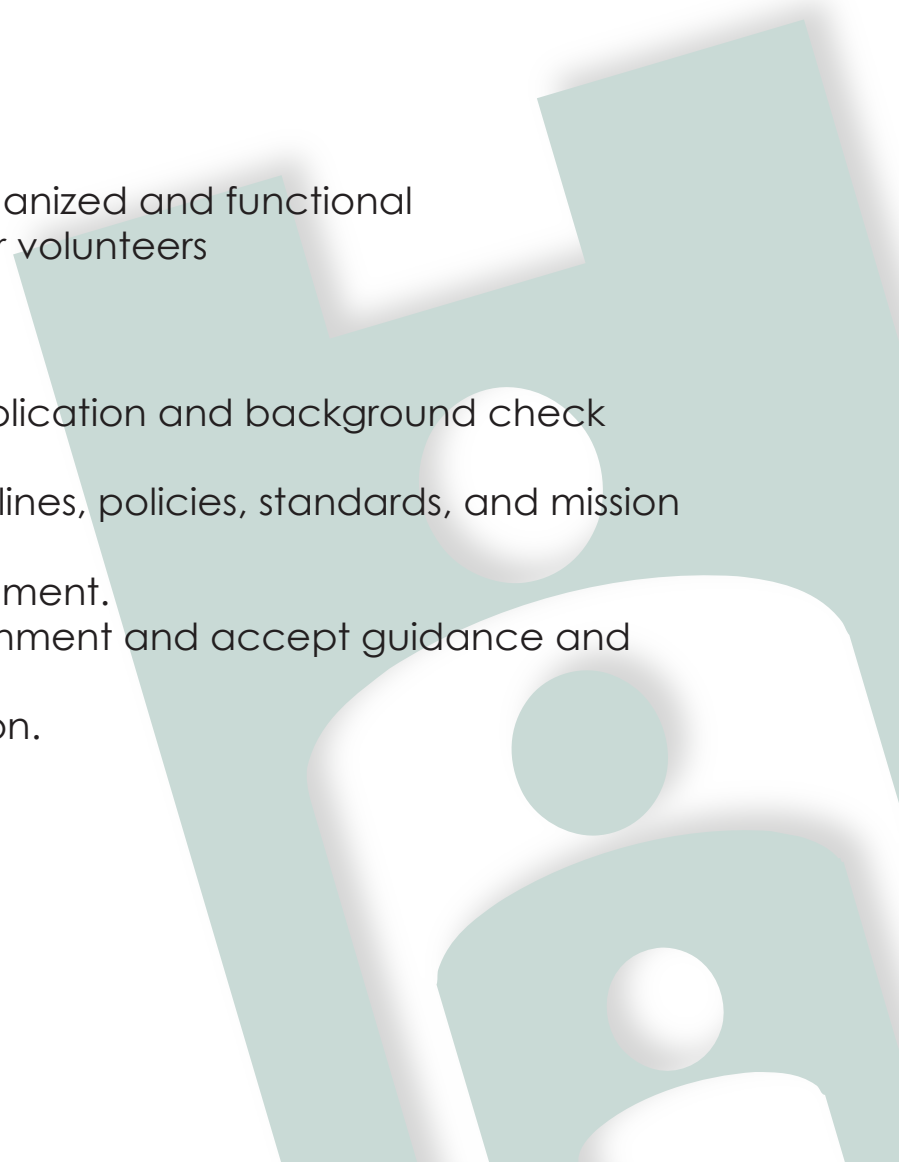 anized and functional
r volunteers
plication and background check
lines, policies, standards, and mission
ment.
nment and accept guidance and
on.